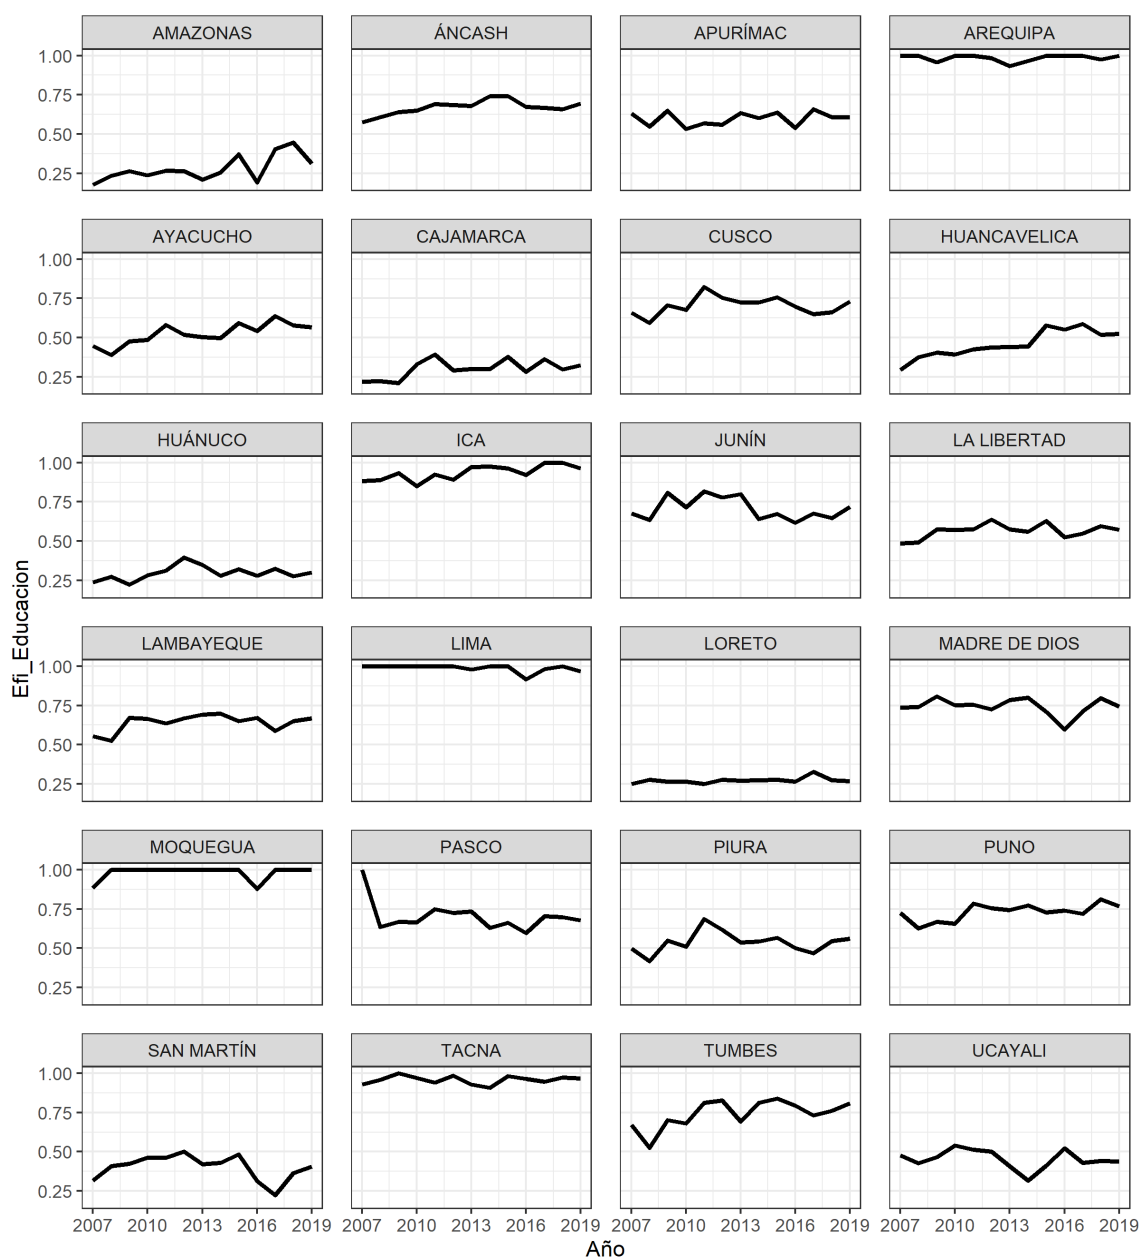 AMAZONAS ÁNCASH APURÍMAC AREQUIPA
1.00
0.75
0.50
0.25
AYACUCHO CAJAMARCA CUSCO HUANCAVELICA
1.00
0.75
0.50
0.25
HUÁNUCO ICA JUNÍN LA LIBERTAD
1.00
0.75
0.50
0.25
Efi_Educacion
LAMBAYEQUE LIMA LORETO MADRE DE DIOS
1.00
0.75
0.50
0.25
MOQUEGUA PASCO PIURA PUNO
1.00
0.75
0.50
0.25
SAN MARTÍN TACNA TUMBES UCAYALI
1.00
0.75
0.50
0.25
2007 2010 2013 2016 2019 2007 2010 2013 2016 2019 2007 2010 2013 2016 2019 2007 2010 2013 2016 2019
Año